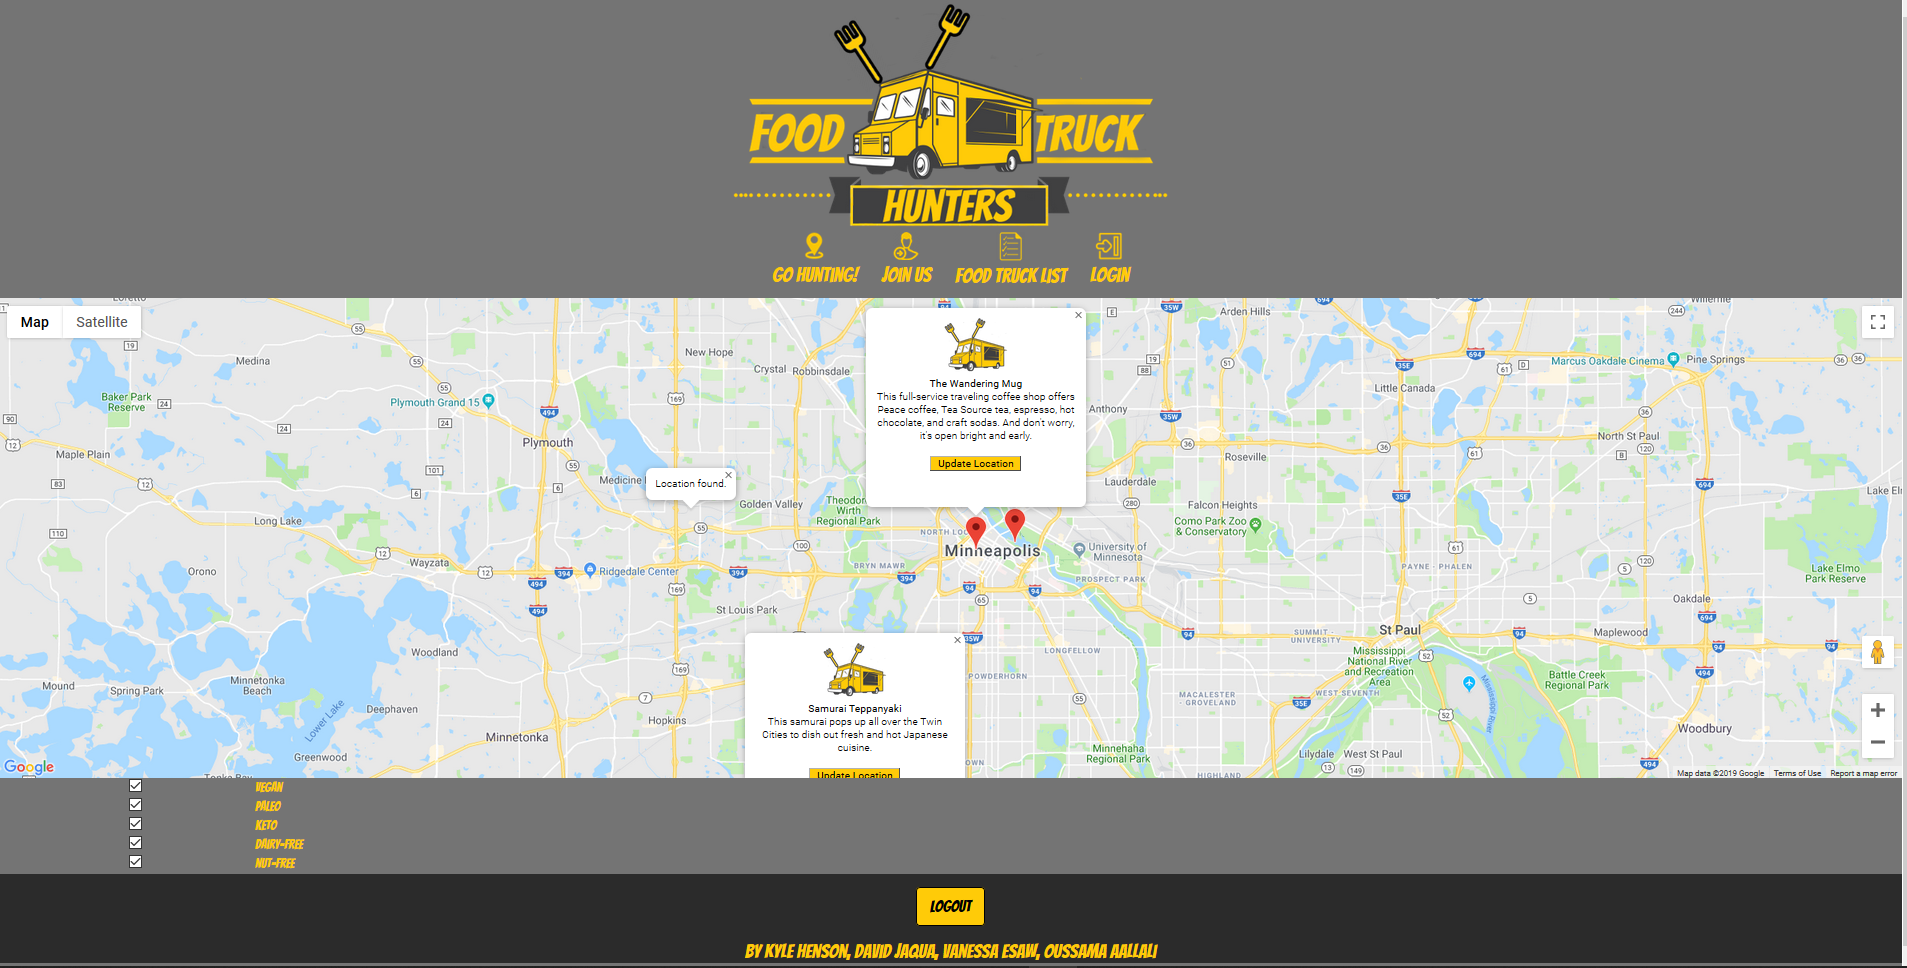 FOOD TRUCK
HUNTERS
GO HUNTING!
JOIN US
FOOD TRUCK LIST
LOGIN
Map
Satellite
Loretto
Arden Hills
Medina
New Hope
Crystal
Robbinsdale
Marcus Oakdale Cinema
Pine Springs
Little Canada
Baker Park
Reserve
Plymouth Grand 15
The Wandering Mug
This full-service traveling coffee shop offers
Peace coffee, Tea Source tea, espresso, hot
chocolate, and craft sodas. And don't worry,
it's open bright and early.
Update Location
Anthony
North St Paul
Plymouth
Maple Plain
Roseville
Location found.
Medicine
Lauderdale
Golden Valley
Theodor
Wirth
Regional Park
Falcon Heights
Como Park Zoo
& Conservatory
Lake El
Long Lake
NORTH LOO
Minneapolis
University of
Minnesota
Wayzata
Orono
Ridgedale Center
BRYN MAWR
PROSPECT PARK
PAYNE - PHALEN
Lake Elmo
Park Reserve
St Louis Park
Oakdale
St Paul
SUMMIT -
UNIVERSITY
Maplewood
Woodland
LONGFELLOW
Mississippi
National River
and Recreation
Area
Mound
Spring Park
Minnetonka
Beach
POWDERHORN
MACALESTER
GROVELAND
WEST SEVENTH
Battle Creek
Regional Park
Mississippi River
Deephaven
Lower Lake
Hopkins
Samurai Teppanyaki
This samurai pops up all over the Twin
Cities to dish out fresh and hot Japanese
cuisine.
Update Location
Minnetonka
Woodbury
Greenwood
Minnehaha
Regional Park
Lilydale
West St Paul
OWN
HIGHLAND
Tonka Bay
Google
Map data ©2019 Google
Terms of Use
Report a map error
VEGAN
PALEO
KETO
DAIRY-FREE
NUT-FREE
LOGOUT
BY KYLE HENSON, DAVID JAQUA, VANESSA ESAW, OUSSAMA AALLALI